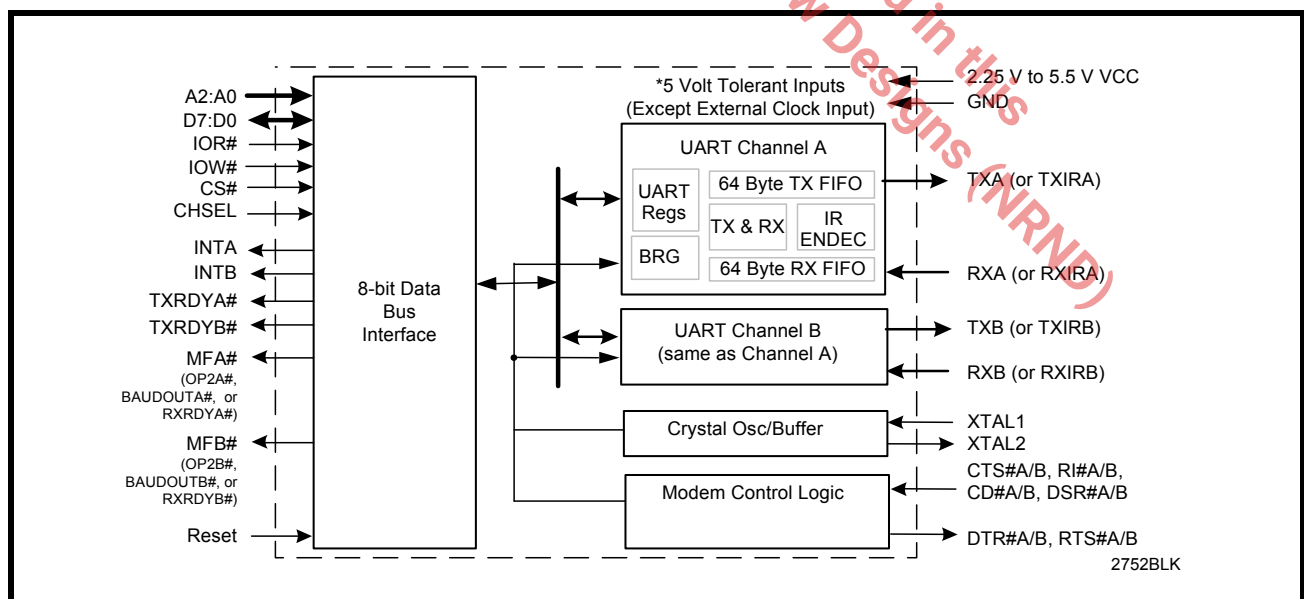 d in this
w Designs (NRND)
*5 Volt Tolerant Inputs
(Except External Clock Input)
2.25 V to 5.5 V VCC
GND
A2:A0
D7:D0
IOR#
IOW#
CS#
CHSEL
INTA
INTB
TXRDYA#
TXRDYB#
MFA#
(OP2A#,
BAUDOUTA#, or
RXRDYA#)
MFB#
(OP2B#,
BAUDOUTB#, or
RXRDYB#)
Reset
8-bit Data
Bus
Interface
UART Channel A
UART
Regs
BRG
64 Byte TX FIFO
TX & RX
IR
ENDEC
64 Byte RX FIFO
UART Channel B
(same as Channel A)
Crystal Osc/Buffer
Modem Control Logic
TXA (or TXIRA)
RXA (or RXIRA)
TXB (or TXIRB)
RXB (or RXIRB)
XTAL1
XTAL2
CTS#A/B, RI#A/B,
CD#A/B, DSR#A/B
DTR#A/B, RTS#A/B
2752BLK